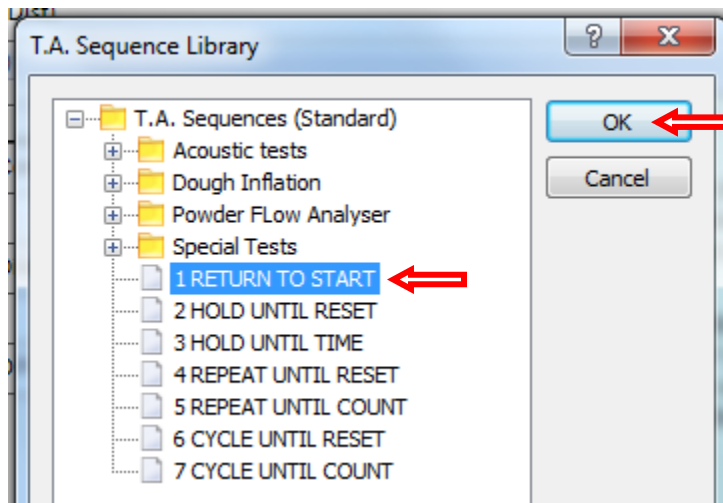 T.A. Sequence Library
T.A. Sequences (Standard)
OK
Acoustic tests
Dough Inflation
Cancel
Powder FLow Analyser
Special Tests
1 RETURN TO START
2 HOLD UNTIL RESET
3 HOLD UNTIL TIME
4 REPEAT UNTIL RESET
5 REPEAT UNTIL COUNT
6 CYCLE UNTIL RESET
7 CYCLE UNTIL COUNT